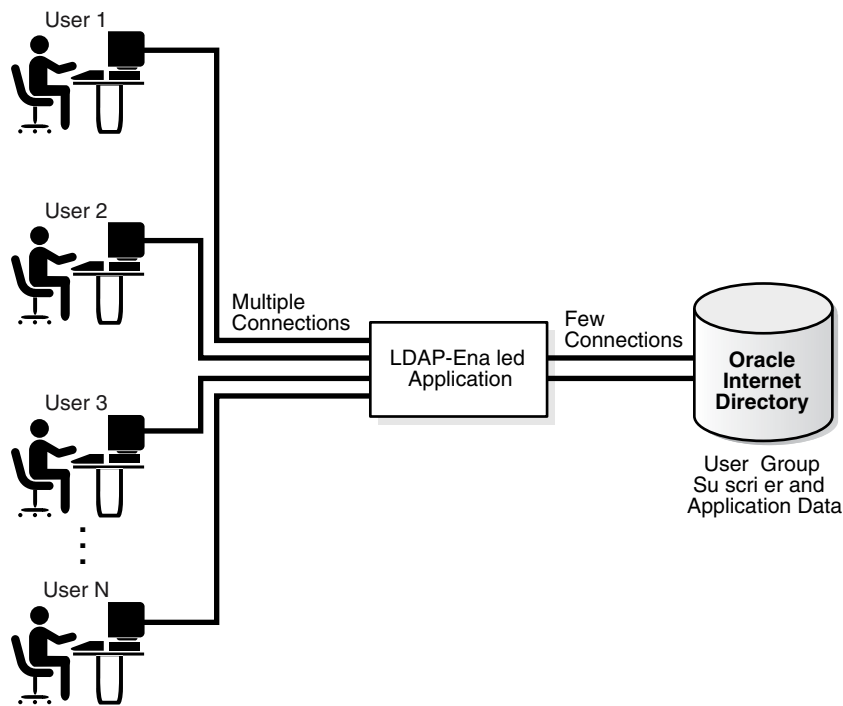 User 1
User 2
Multiple
Connections
Few
Connections
LDAP-Ena led
Application
Oracle
Internet
Directory
User 3
User Group
Su scri er and
Application Data
User N